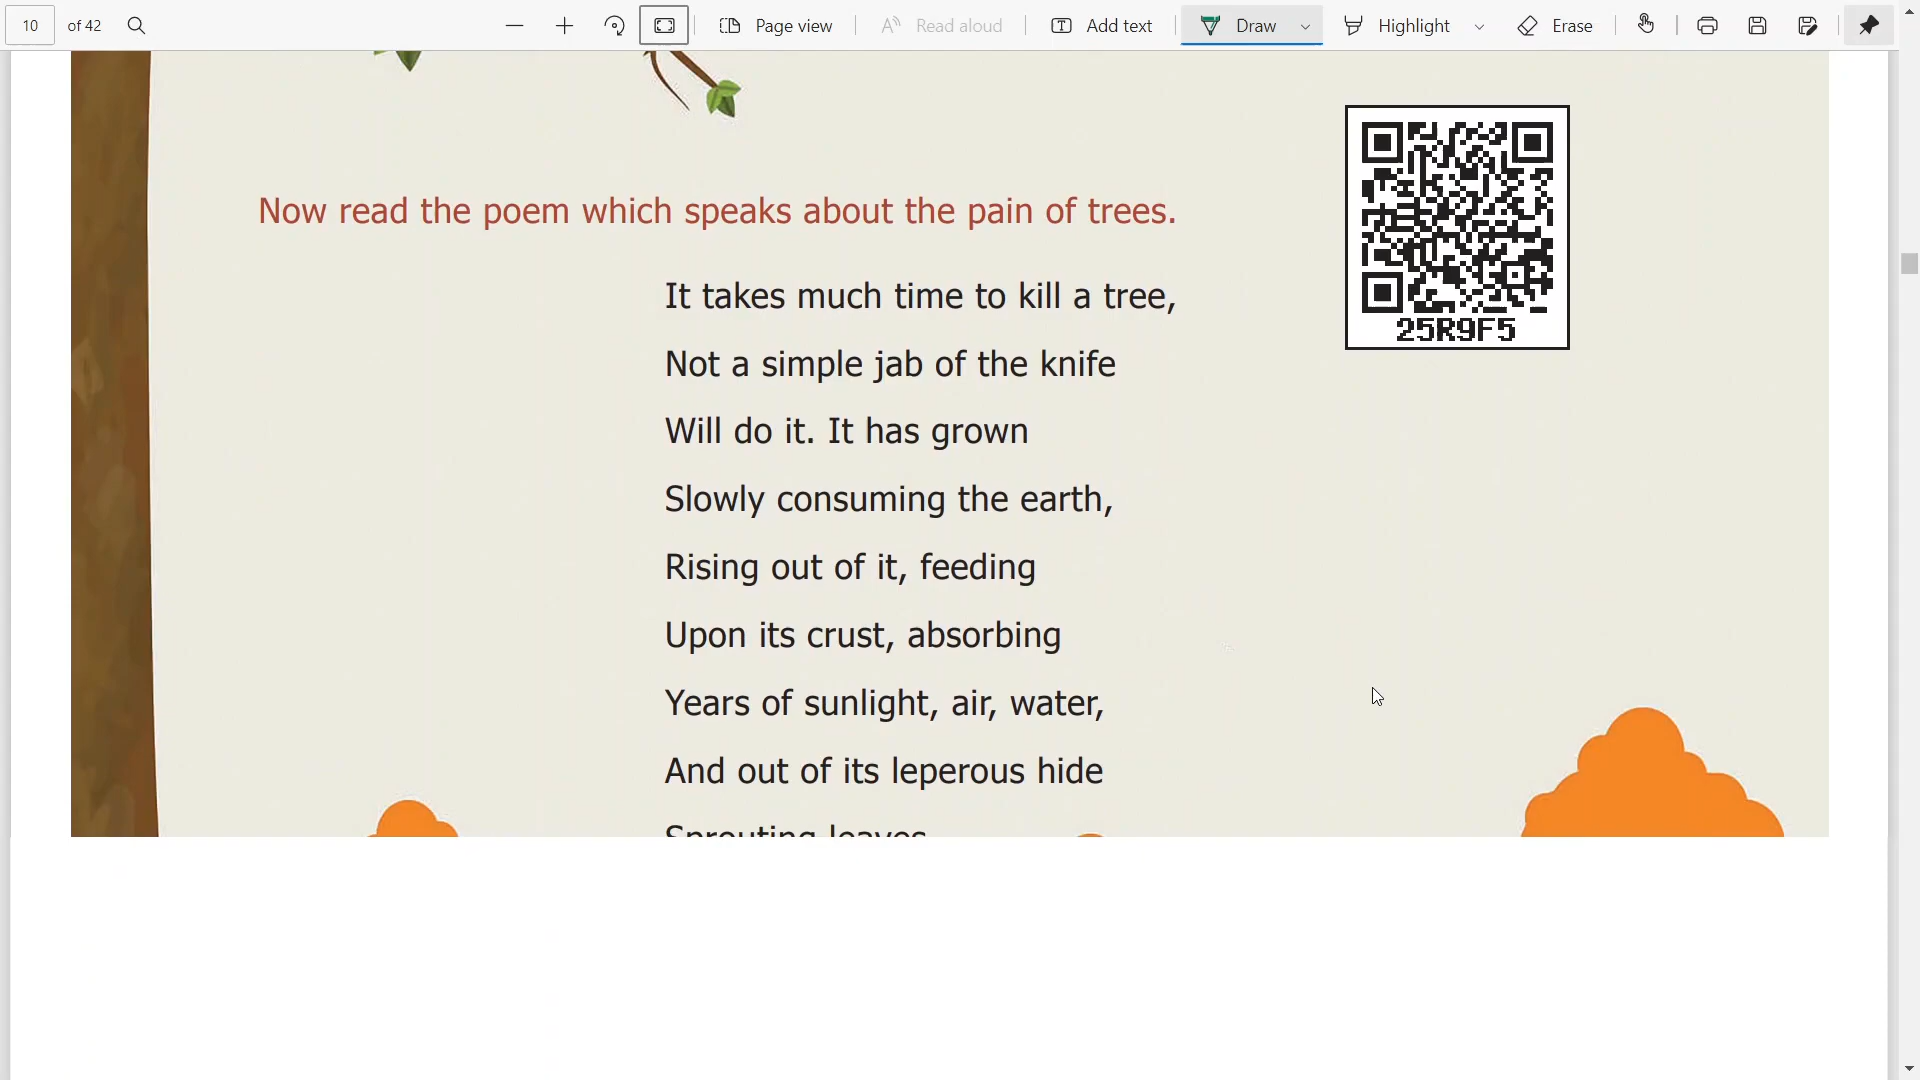 10 of 42 Page view Read aloud Add text Draw Highlight Erase
25R9F5
Now read the poem which speaks about the pain of trees.
It takes much time to kill a tree,
Not a simple jab of the knife
Will do it. It has grown
Slowly consuming the earth,
Rising out of it, feeding
Upon its crust, absorbing
Years of sunlight, air, water,
And out of its leperous hide
Sprouting leaves